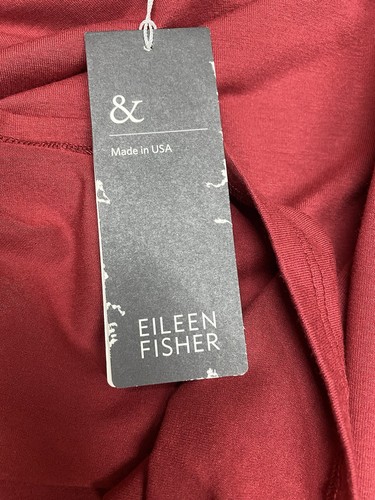 &
Made in USA
EILEEN
FISHER